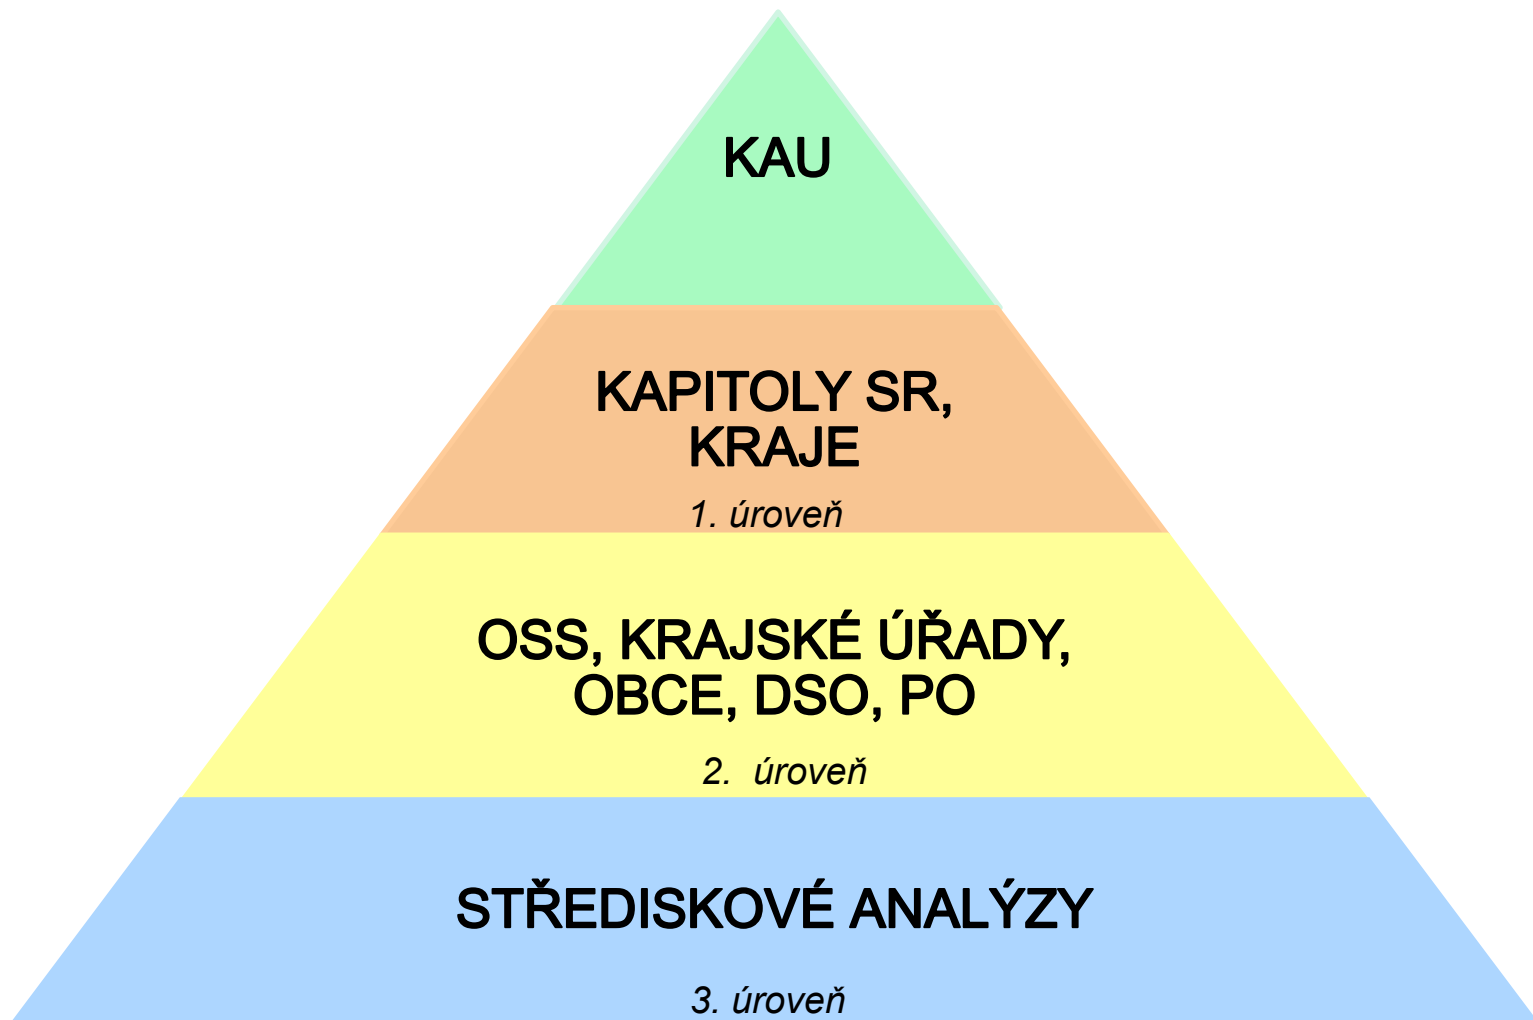 KAU
KAPITOLY SR,
KRAJE
1. úroveň
OSS, KRAJSKÉ ÚŘADY,
OBCE, DSO, PO
2. úroveň
STŘEDISKOVÉ ANALÝZY
3. úroveň